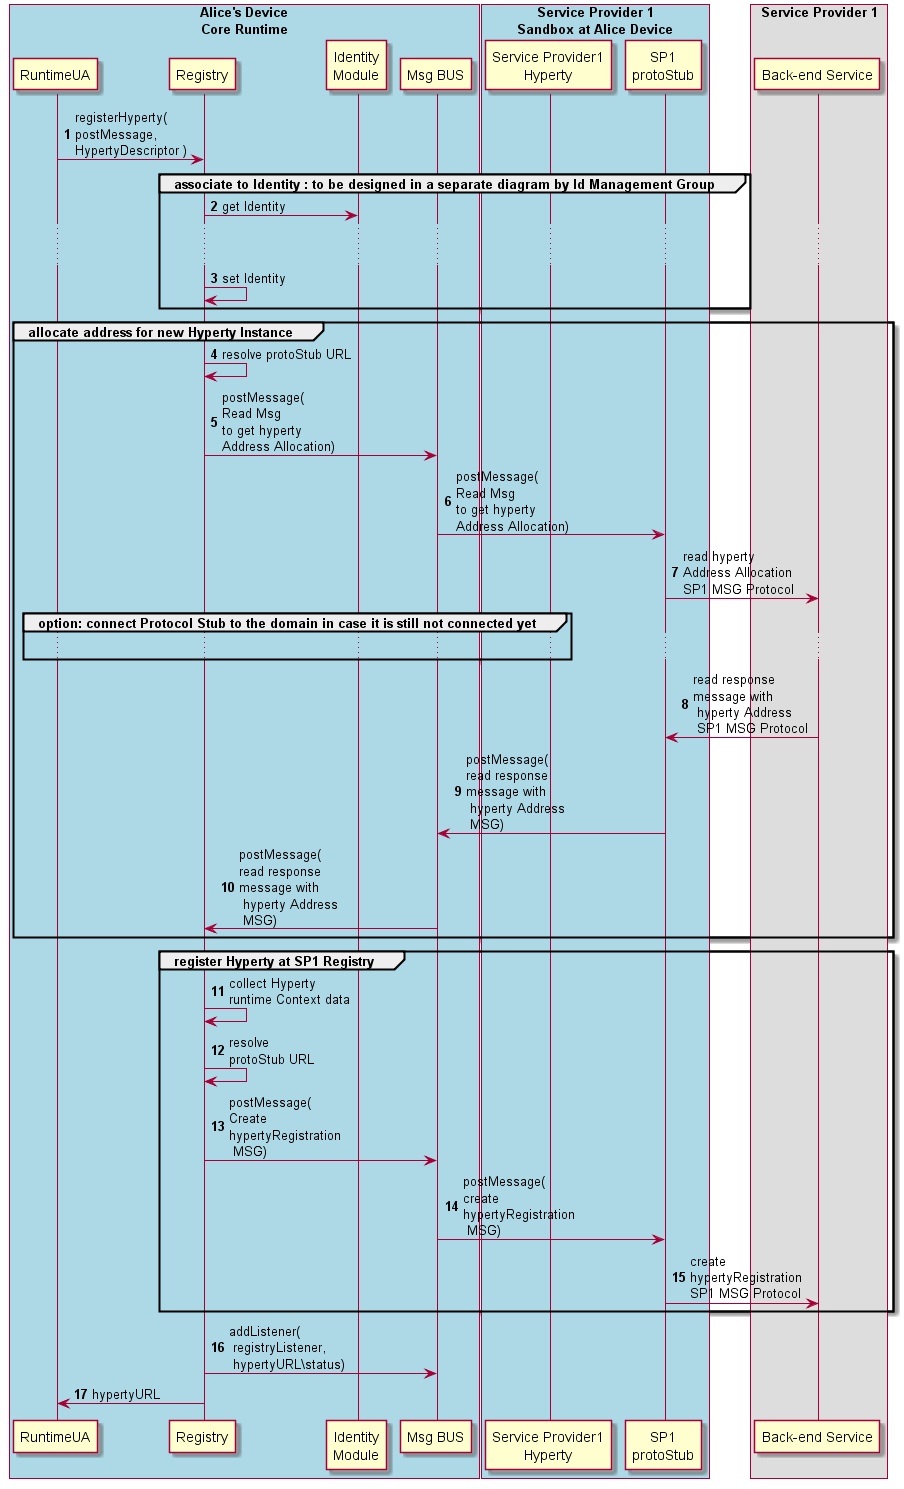 Alice's Device
Core Runtime
Service Provider 1
Sandbox at Alice Device
Service Provider 1
RuntimeUA
Registry
Identity
Module
Msg BUS
Service Provider1
Hyperty
SP1
protoStub
Back-end Service
registerHyperty(
1 postMessage,
HypertyDescriptor )
associate to Identity : to be designed in a separate diagram by Id Management Group
2 get Identity
3 set Identity
allocate address for new Hyperty Instance
4 resolve protoStub URL
postMessage(
5 Read Msg
to get hyperty
Address Allocation)
postMessage(
6 Read Msg
to get hyperty
Address Allocation)
read hyperty
7 Address Allocation
SP1 MSG Protocol
option: connect Protocol Stub to the domain in case it is still not connected yet
read response
8 message with
hyperty Address
SP1 MSG Protocol
postMessage(
read response
9 message with
hyperty Address
MSG)
postMessage(
read response
10 message with
hyperty Address
MSG)
register Hyperty at SP1 Registry
11 collect Hyperty
runtime Context data
12 resolve
protoStub URL
postMessage(
Create
13 hypertyRegistration
MSG)
postMessage(
14 create
hypertyRegistration
MSG)
create
15 hypertyRegistration
SP1 MSG Protocol
addListener(
16 registryListener,
hypertyURL\status)
17 hypertyURL
RuntimeUA
Registry
Identity
Module
Msg BUS
Service Provider1
Hyperty
SP1
protoStub
Back-end Service